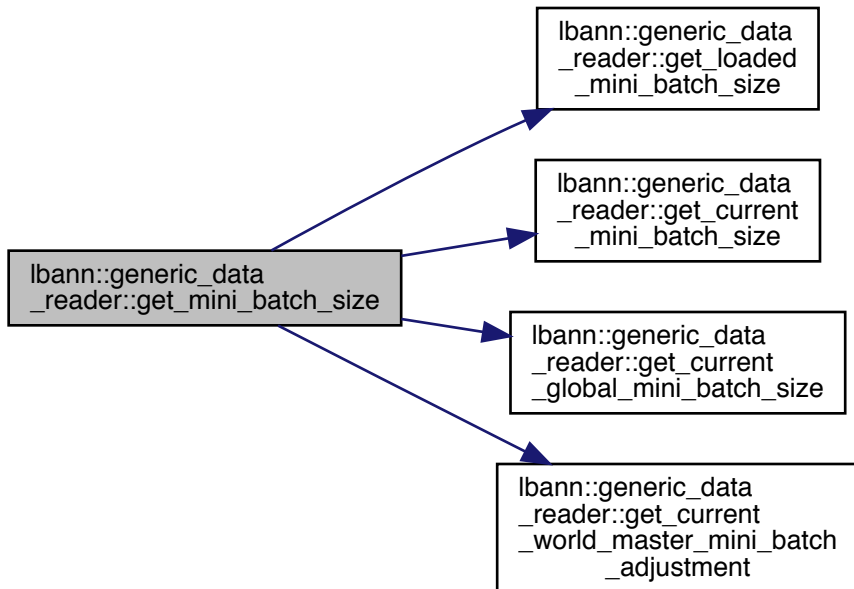 lbann::generic_data
_reader::get_mini_batch_size
lbann::generic_data
_reader::get_loaded
_mini_batch_size
lbann::generic_data
_reader::get_current
_mini_batch_size
lbann::generic_data
_reader::get_current
_global_mini_batch_size
lbann::generic_data
_reader::get_current
_world_master_mini_batch
_adjustment